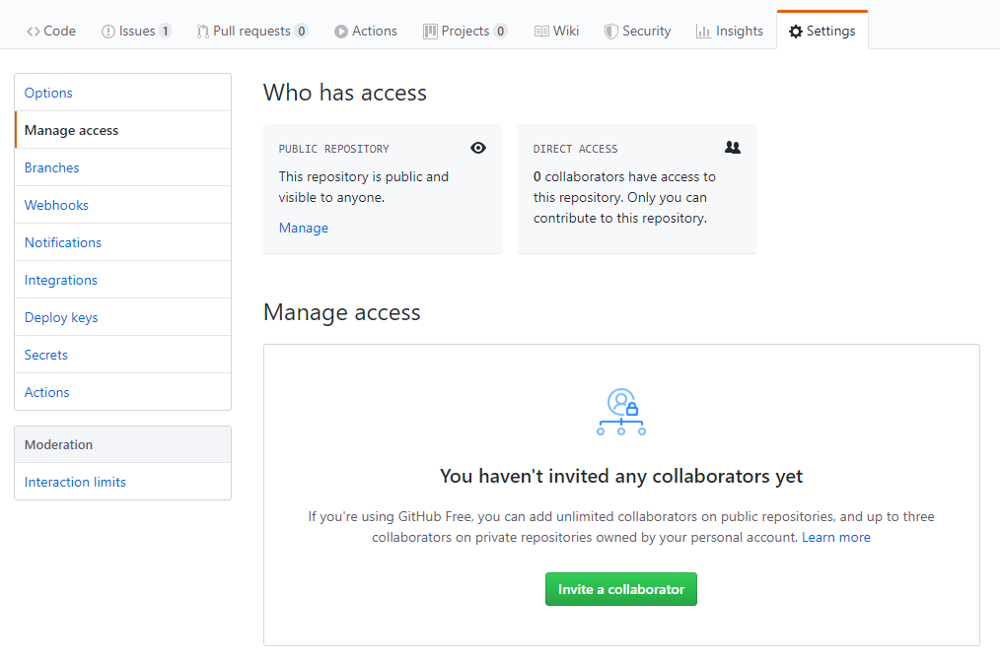 Code Issues 1 Pull requests 0 Actions Projects 0 Wiki Security Insights Settings
Options
Manage access
Branches
Webhooks
Notifications
Integrations
Deploy keys
Secrets
Actions
Moderation
Interaction limits
Who has access
PUBLIC REPOSITORY
This repository is public and
visible to anyone.
Manage
DIRECT ACCESS
0 collaborators have access to
this repository. Only you can
contribute to this repository.
Manage access
You haven't invited any collaborators yet
If you're using GitHub Free, you can add unlimited collaborators on public repositories, and up to three
collaborators on private repositories owned by your personal account. Learn more
Invite a collaborator